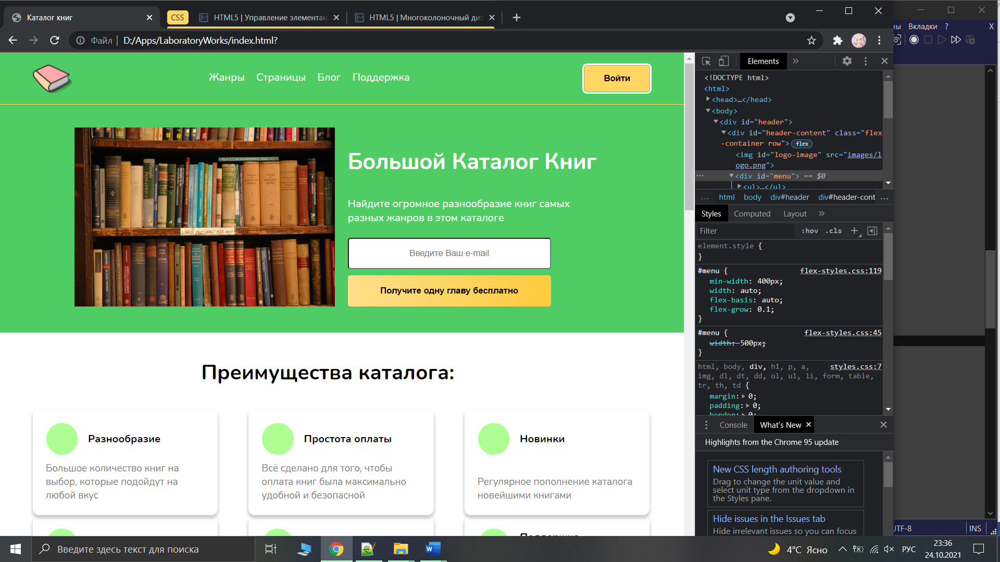 Каталог книг
CSS
HTML5 | Управление элементам
HTML5 | Многоколоночный диз
Файл | D:/Apps/LaboratoryWorks/index.html?
Вкладки ?
X
Жанры Страницы Блог Поддержка
Войти
Большой Каталог Книг
Найдите огромное разнообразие книг самых
разных жанров в этом каталоге
Введите Ваш e-mail
Получите одну главу бесплатно
Преимущества каталога:
Разнообразие
Большое количество книг на
выбор, которые подойдут на
любой вкус
Простота оплаты
Всё сделано для того, чтобы
оплата книг была максимально
удобной и безопасной
Новинки
Регулярное пополнение каталога
новейшими книгами
Elements
<!DOCTYPE html>
<html>
<head>…</head>
<body>
<div id="header">
<div id="header-content" class="flex
-container row"> flex
<img id="logo-image" src="images/l
ogo.png">
<div id="menu"> == $0
<ul>…</ul>
... html body div#header div#header-cont ...
Styles Computed Layout
Filter :hov .cls
element.style {
}
#menu { flex-styles.css:119
min-width: 400px;
width: auto;
flex-basis: auto;
flex-grow: 0.1;
}
#menu { flex-styles.css:45
width: 500px;
}
html, body, div, h1, p, a, styles.css:7
img, dl, dt, dd, ol, ul, li, form, table,
tr, th, td {
margin: 0;
padding: 0;
border: 0;
Console What's New
Highlights from the Chrome 95 update
New CSS length authoring tools
Drag to change the unit value and
select unit type from the dropdown in
the Styles pane.
Hide issues in the Issues tab
Hide irrelevant issues so you can focus
UTF-8 INS
Введите здесь текст для поиска
4°C Ясно
РУС
23:36
24.10.2021